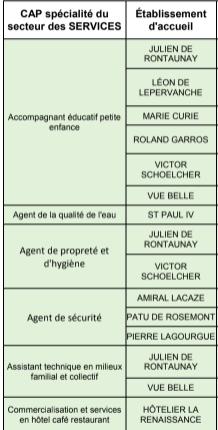 CAP spécialité du
secteur des SERVICES
Établissement
d'accueil
Accompagnant éducatif petite
enfance
JULIEN DE
RONTAUNAY
LÉON DE
LEPERVANCHE
MARIE CURIE
ROLAND GARROS
VICTOR
SCHOELCHER
VUE BELLE
Agent de la qualité de l'eau
ST PAUL IV
Agent de propreté et
d'hygiène
JULIEN DE
RONTAUNAY
VICTOR
SCHOELCHER
Agent de sécurité
AMIRAL LACAZE
PATU DE ROSEMONT
PIERRE LAGOURGUE
Assistant technique en milieux
familial et collectif
JULIEN DE
RONTAUNAY
VUE BELLE
Commercialisation et services
en hôtel café restaurant
HÔTELIER LA
RENAISSANCE